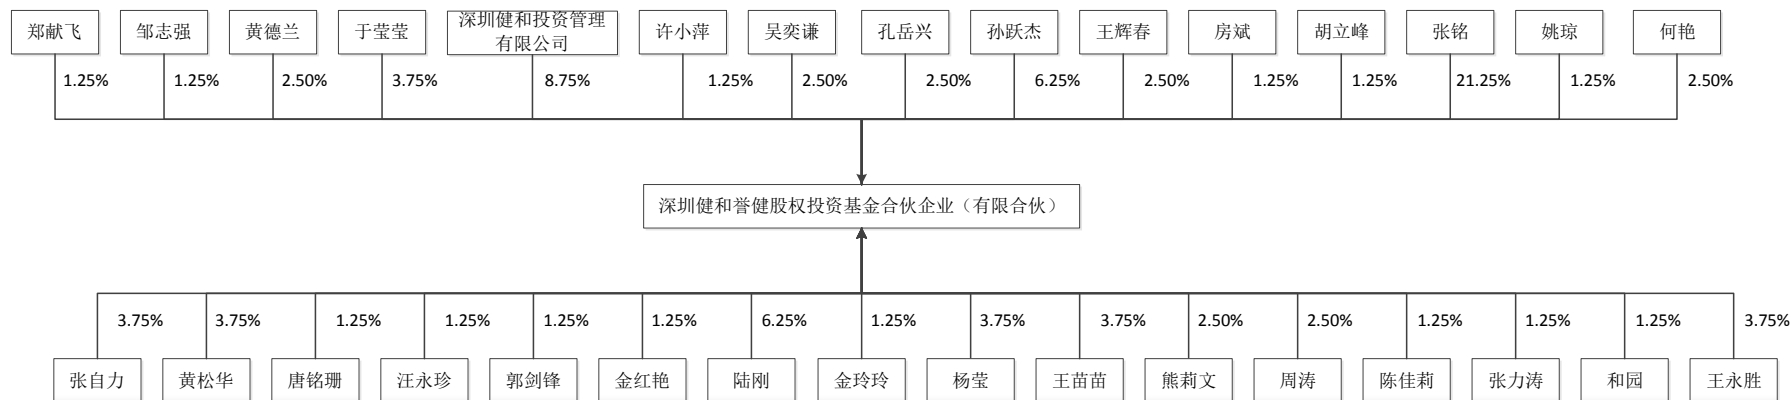 郑献飞
邹志强
黄德兰
于莹莹
深圳健和投资管理
有限公司
许小萍
吴奕谦
孔岳兴
孙跃杰
王辉春
房斌
胡立峰
张铭
姚琼
何艳
1.25%
1.25%
2.50%
3.75%
8.75%
1.25%
2.50%
2.50%
6.25%
2.50%
1.25%
1.25%
21.25%
1.25%
2.50%
深圳健和誉健股权投资基金合伙企业（有限合伙）
3.75%
3.75%
1.25%
1.25%
1.25%
1.25%
6.25%
1.25%
3.75%
3.75%
2.50%
2.50%
1.25%
1.25%
1.25%
3.75%
张自力
黄松华
唐铭珊
汪永珍
郭剑锋
金红艳
陆刚
金玲玲
杨莹
王苗苗
熊莉文
周涛
陈佳莉
张力涛
和园
王永胜